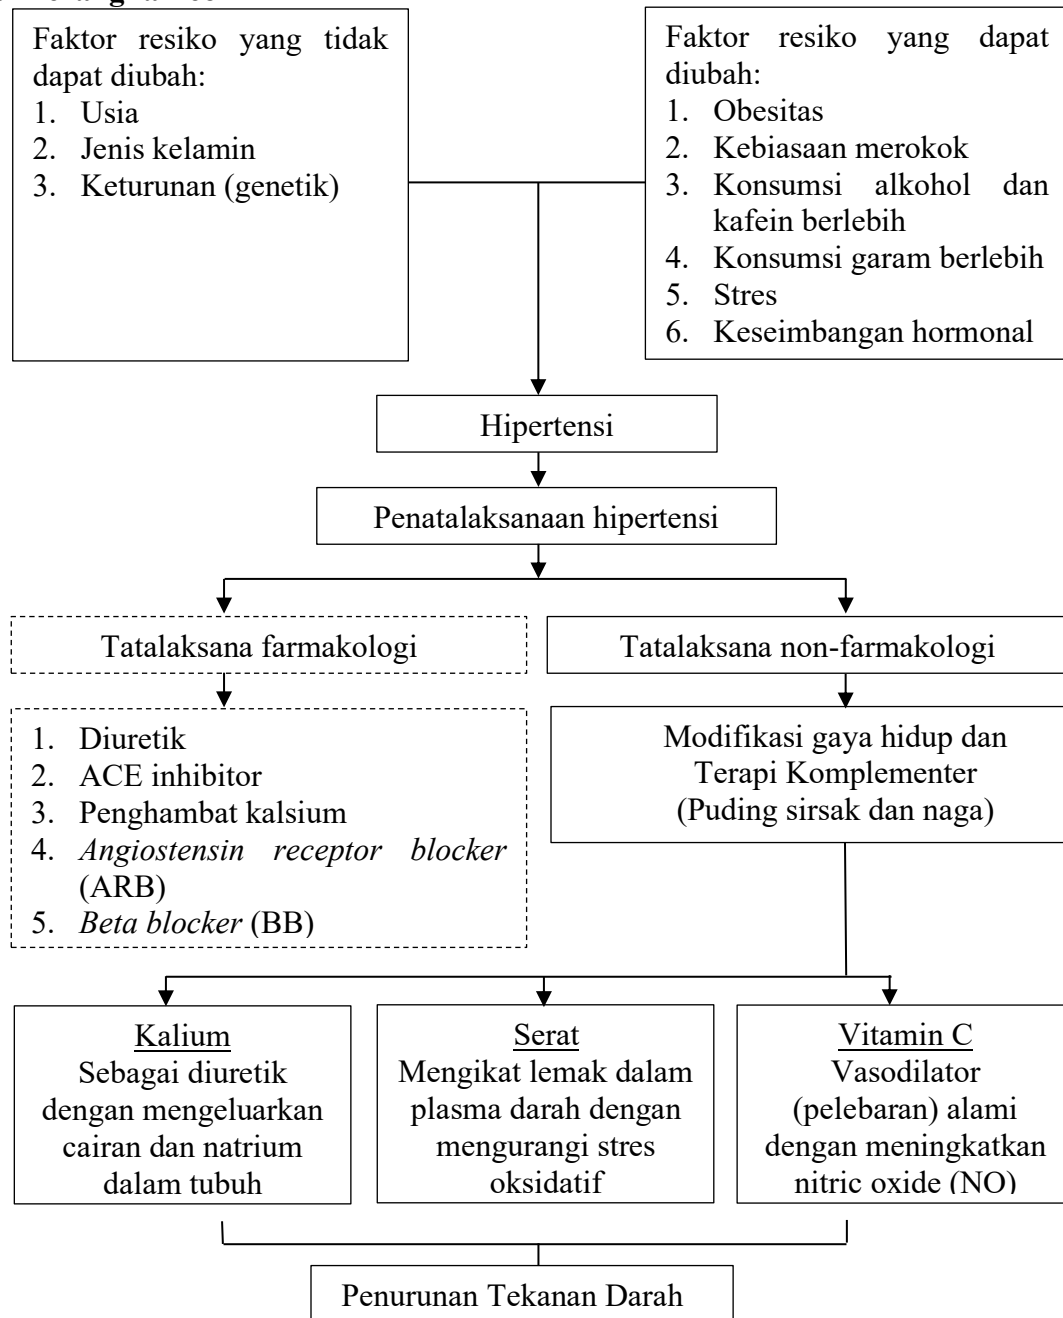 Faktor resiko yang tidak
dapat diubah:
1. Usia
2. Jenis kelamin
3. Keturunan (genetik)
Faktor resiko yang dapat
diubah:
1. Obesitas
2. Kebiasaan merokok
3. Konsumsi alkohol dan
kafein berlebih
4. Konsumsi garam berlebih
5. Stres
6. Keseimbangan hormonal
Hipertensi
Penatalaksanaan hipertensi
Tatalaksana farmakologi
Tatalaksana non-farmakologi
1. Diuretik
2. ACE inhibitor
3. Penghambat kalsium
4. Angiostensin receptor blocker
(ARB)
5. Beta blocker (BB)
Modifikasi gaya hidup dan
Terapi Komplementer
(Puding sirsak dan naga)
Kalium
Sebagai diuretik
dengan mengeluarkan
cairan dan natrium
dalam tubuh
Serat
Mengikat lemak dalam
plasma darah dengan
mengurangi stres
oksidatif
Vitamin C
Vasodilator
(pelebaran) alami
dengan meningkatkan
nitric oxide (NO)
Penurunan Tekanan Darah